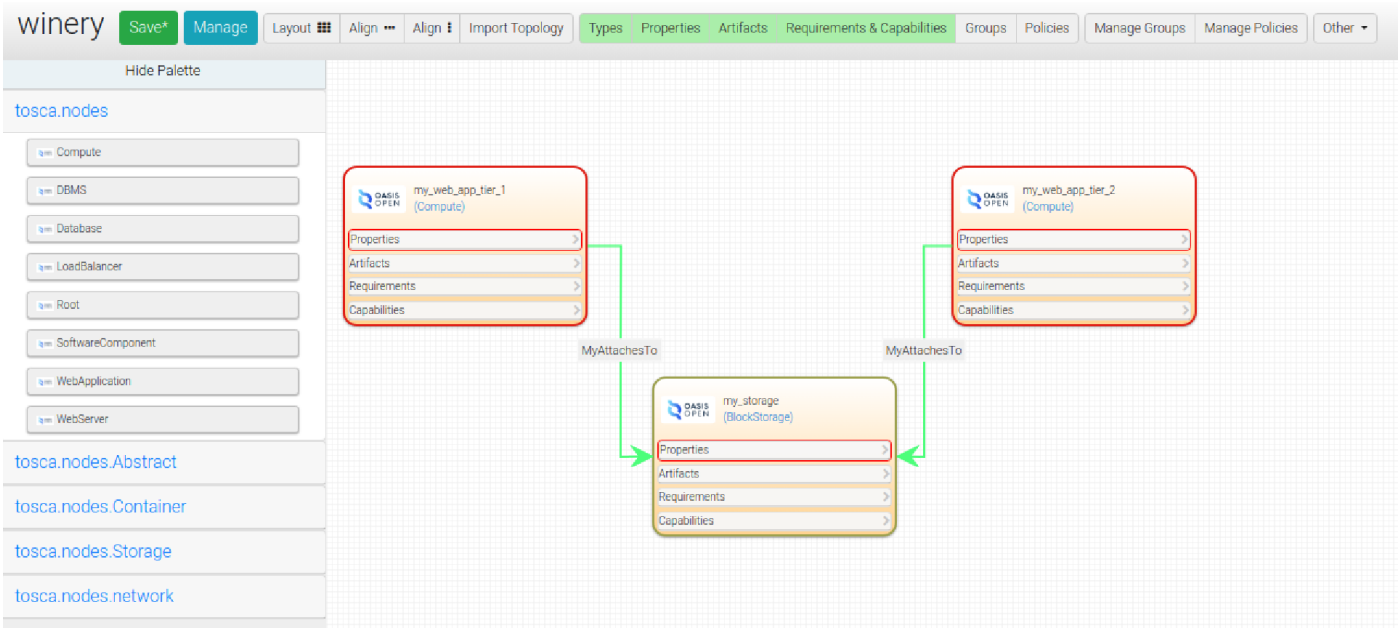 winery Save* Manage Layout Align Align Import Topology Types Properties Artifacts Requirements & Capabilities Groups Policies Manage Groups Manage Policies Other
Hide Palette
tosca.nodes
Compute
DBMS
Database
LoadBalancer
Root
SoftwareComponent
WebApplication
WebServer
tosca.nodes.Abstract
tosca.nodes.Container
tosca.nodes.Storage
tosca.nodes.network
OASIS OPEN
my_web_app_tier_1
(Compute)
Properties
Artifacts
Requirements
Capabilities
MyAttachesTo
OASIS OPEN
my_web_app_tier_2
(Compute)
Properties
Artifacts
Requirements
Capabilities
MyAttachesTo
OASIS OPEN
my_storage
(BlockStorage)
Properties
Artifacts
Requirements
Capabilities